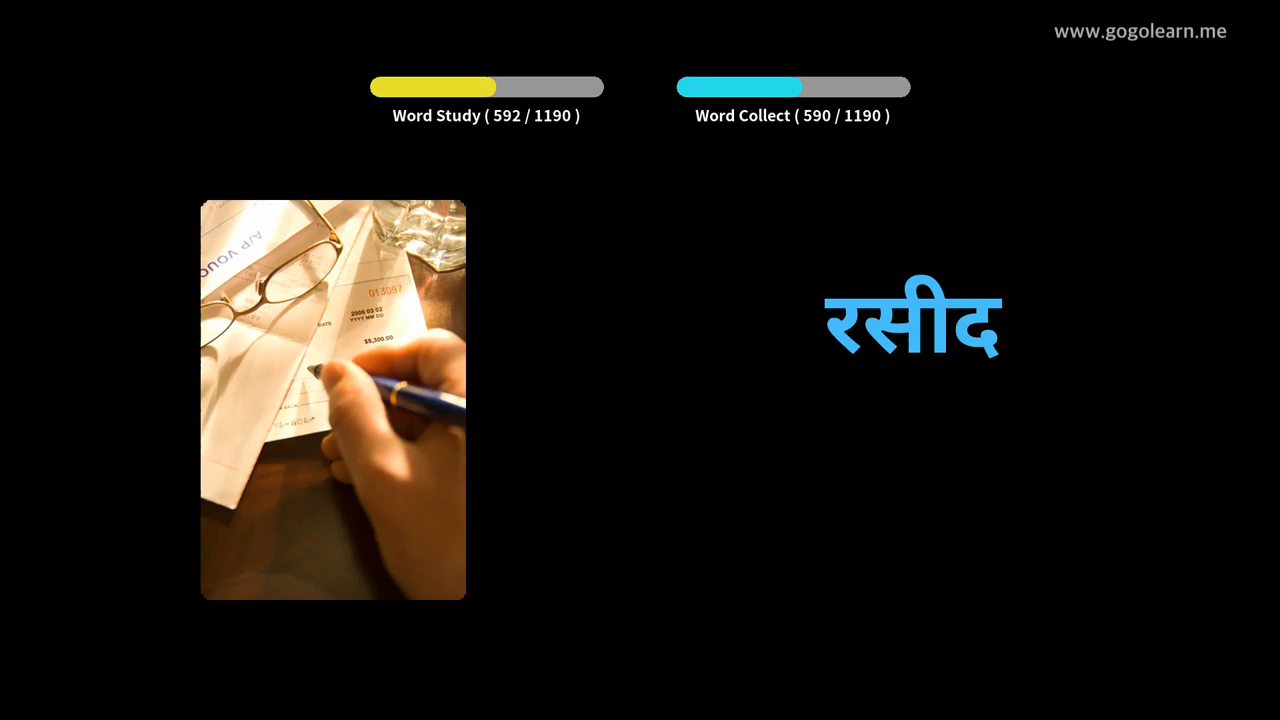 www.gogolearn.me
Word Study ( 592 / 1190 )
Word Collect ( 590 / 1190 )
रसीद
A/P VOUC
013097
DATE
2006 03 02
YYYY MM DD
$5,300.00